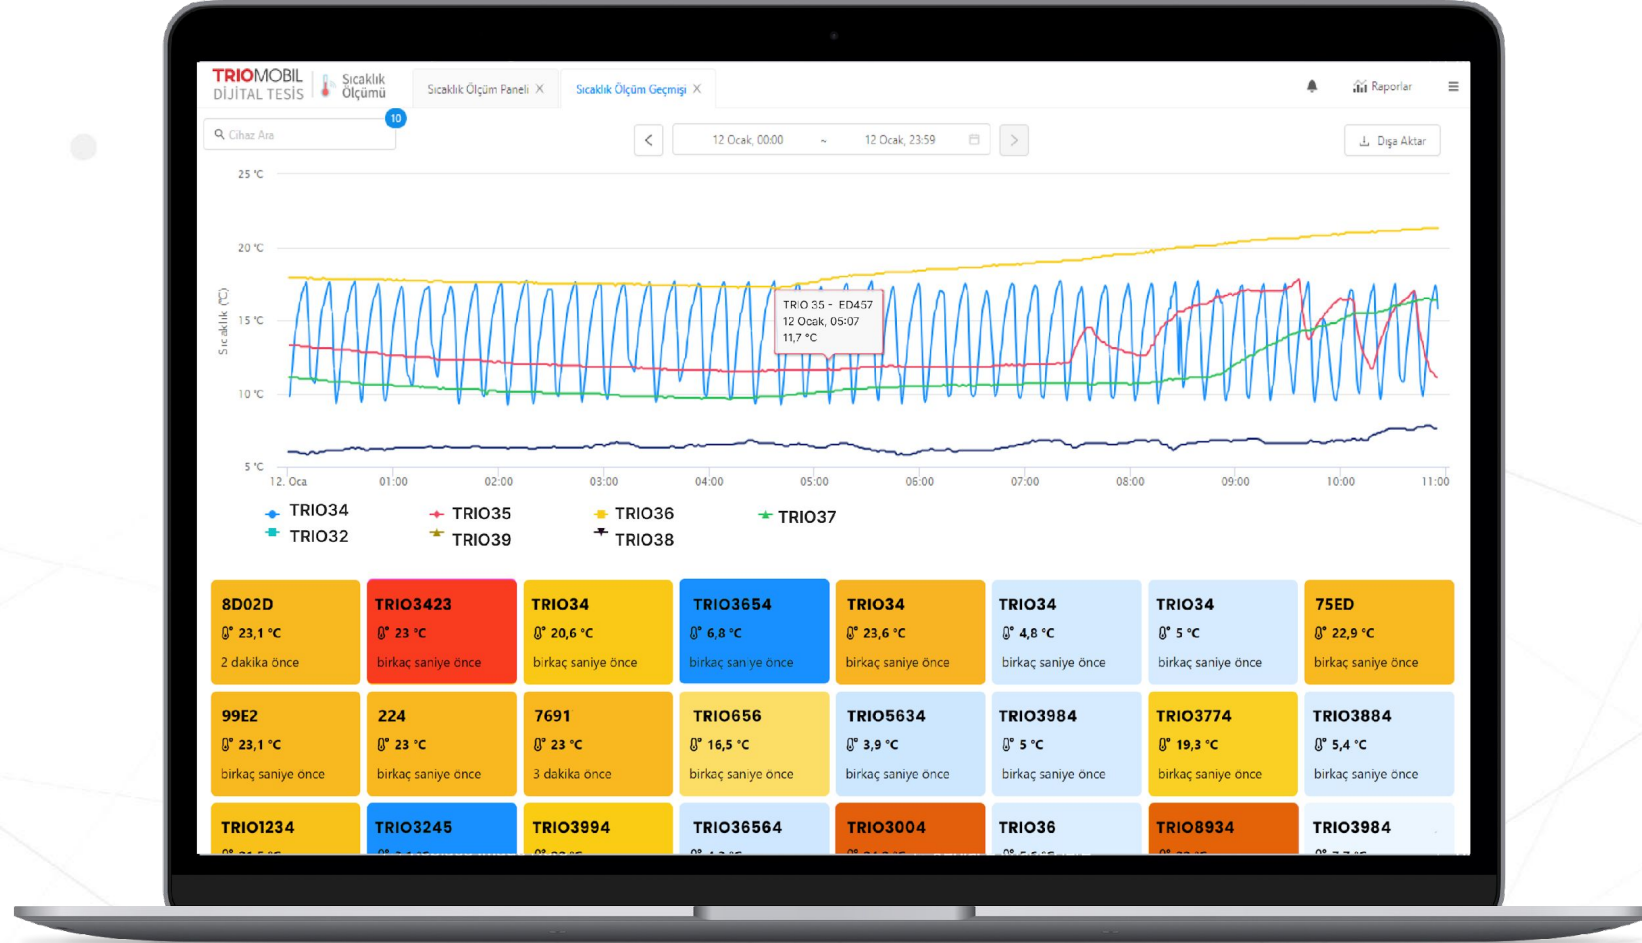 TRIOMOBIL
DİJİTAL TESİS
Sıcaklık
Ölçümü
Sıcaklık Ölçüm Paneli ×
Sıcaklık Ölçüm Geçmişi ×
Raporlar
Cihaz Ara
10
12 Ocak, 00:00 ~ 12 Ocak, 23:59
Dışa Aktar
25 °C
20 °C
15 °C
10 °C
5 °C
Sıcaklık (°C)
TRIO 35 - ED457
12 Ocak, 05:07
11,7 °C
12. Oca 01:00 02:00 03:00 04:00 05:00 06:00 07:00 08:00 09:00 10:00 11:00
TRIO34 TRIO35 TRIO36 TRIO37
TRIO32 TRIO39 TRIO38
8D02D TRIO3423 TRIO34 TRIO3654 TRIO34 TRIO34 TRIO34 75ED
23,1 °C 23 °C 20,6 °C 6,8 °C 23,6 °C 4,8 °C 5 °C 22,9 °C
2 dakika önce birkaç saniye önce birkaç saniye önce birkaç saniye önce birkaç saniye önce birkaç saniye önce birkaç saniye önce birkaç saniye önce
99E2 224 7691 TRIO656 TRIO5634 TRIO3984 TRIO3774 TRIO3884
23,1 °C 23 °C 23 °C 16,5 °C 3,9 °C 5 °C 19,3 °C 5,4 °C
birkaç saniye önce birkaç saniye önce 3 dakika önce birkaç saniye önce birkaç saniye önce birkaç saniye önce birkaç saniye önce birkaç saniye önce
TRIO1234 TRIO3245 TRIO3994 TRIO36564 TRIO3004 TRIO36 TRIO8934 TRIO3984